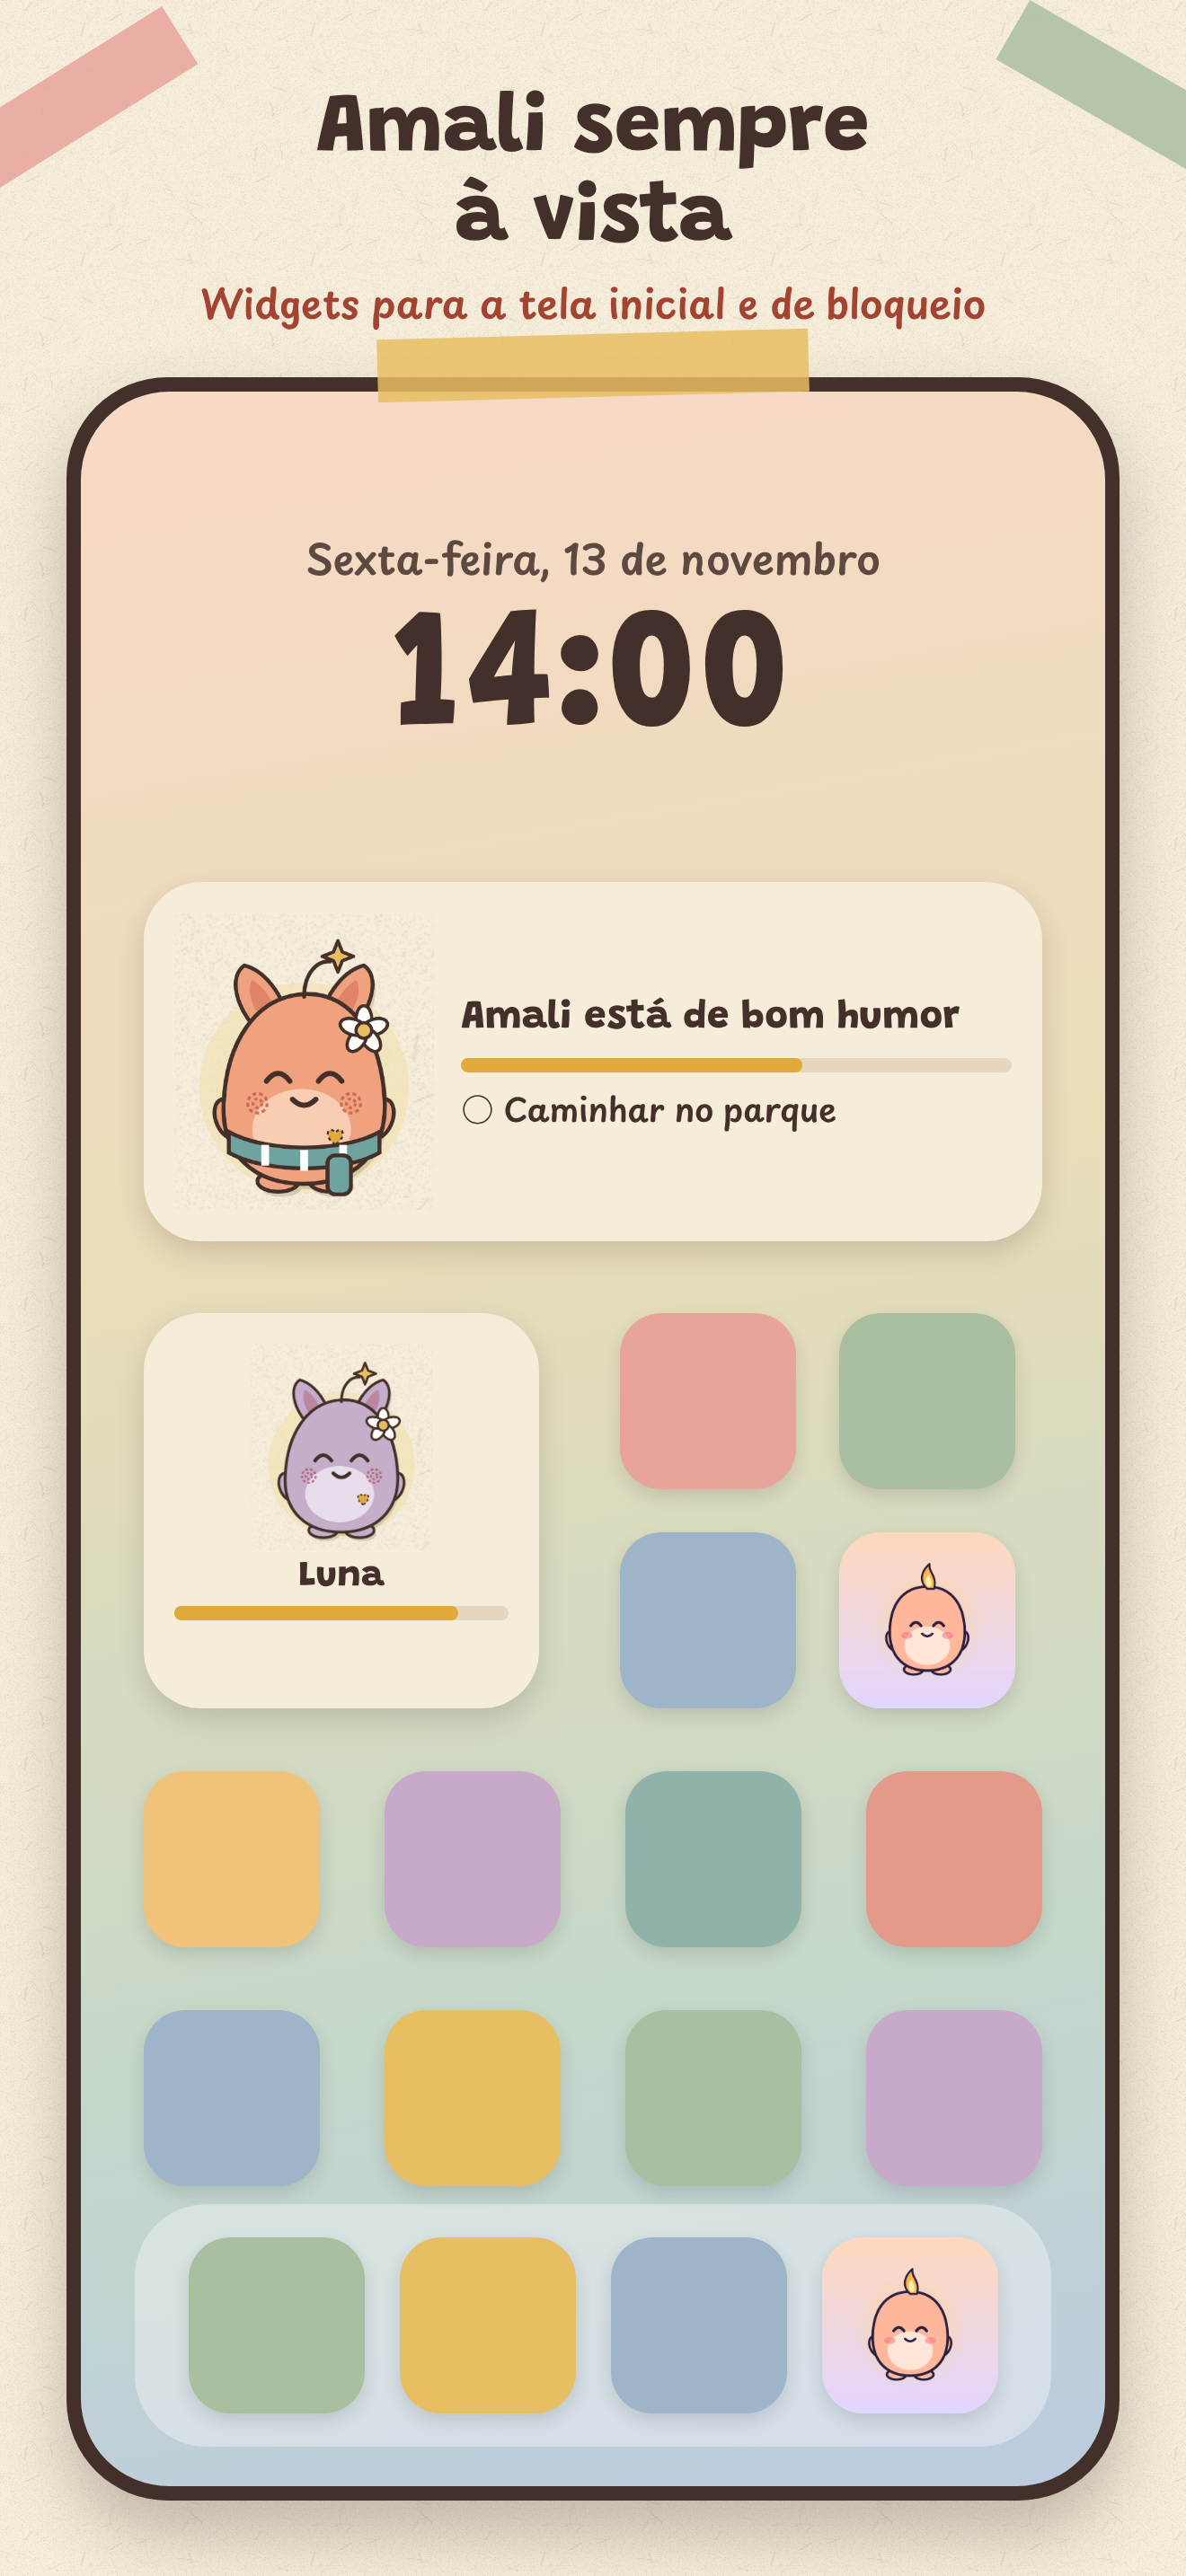 Amali sempre
à vista
Widgets para a tela inicial e de bloqueio
Sexta-feira, 13 de novembro
14:00
Amali está de bom humor
Caminhar no parque
Luna